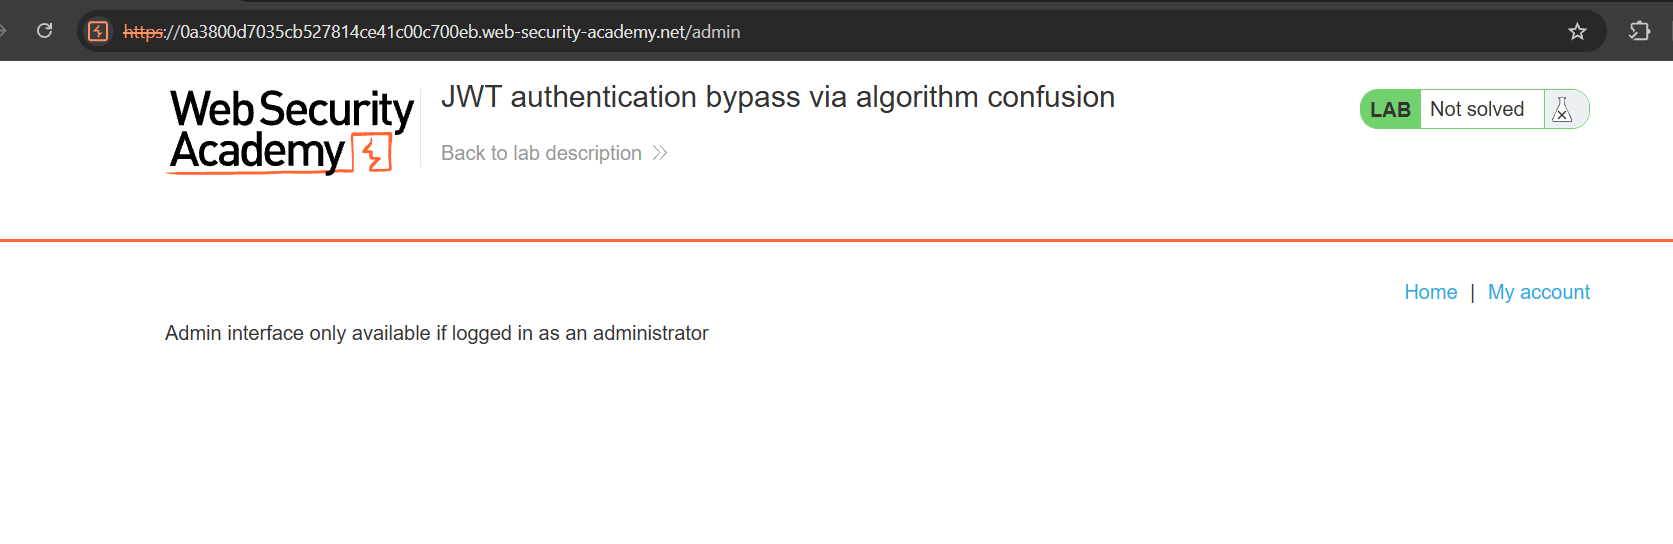 https://0a3800d7035cb527814ce41c00c700eb.web-security-academy.net/admin
Web Security
Academy
JWT authentication bypass via algorithm confusion
Back to lab description
LAB Not solved
Home | My account
Admin interface only available if logged in as an administrator